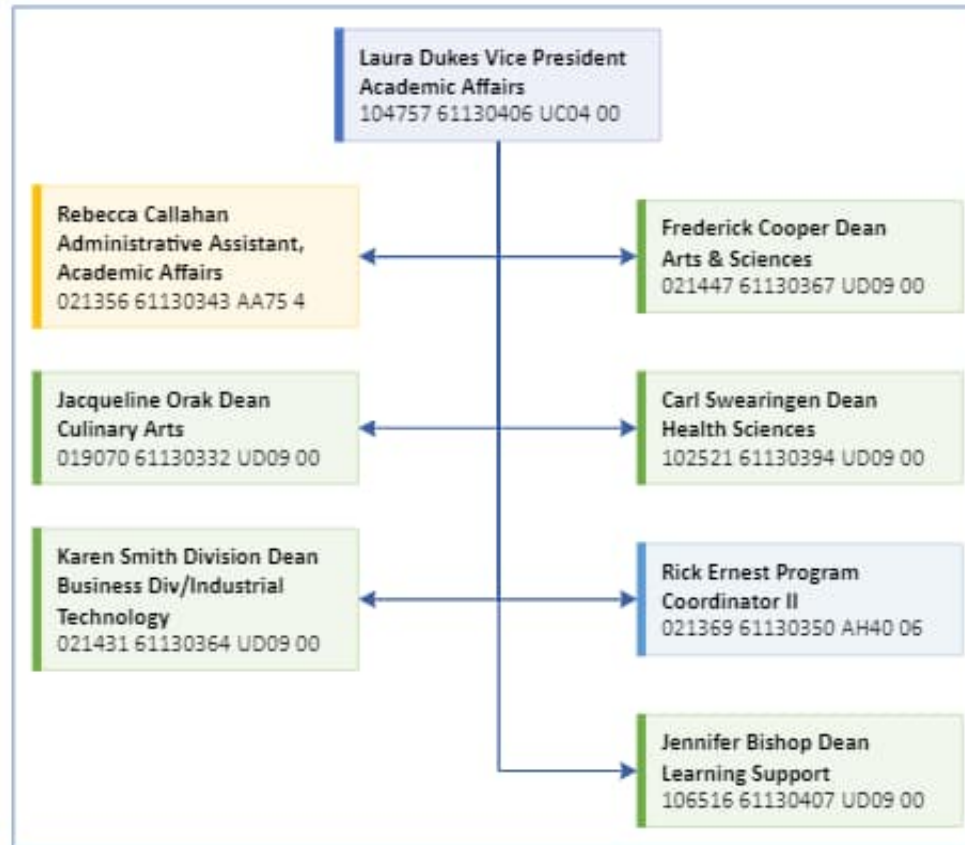 Laura Dukes Vice President
Academic Affairs
104757 61130406 UC04 00
Rebecca Callahan
Administrative Assistant,
Academic Affairs
021356 61130343 AA75 4
Frederick Cooper Dean
Arts & Sciences
021447 61130367 UD09 00
Jacqueline Orak Dean
Culinary Arts
019070 61130332 UD09 00
Carl Swearingen Dean
Health Sciences
102521 61130394 UD09 00
Karen Smith Division Dean
Business Div/Industrial
Technology
021431 61130364 UD09 00
Rick Ernest Program
Coordinator II
021369 61130350 AH40 06
Jennifer Bishop Dean
Learning Support
106516 61130407 UD09 00